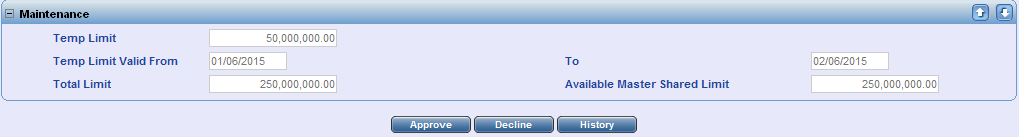 Maintenance
Temp Limit 50,000,000.00
Temp Limit Valid From 01/06/2015 To 02/06/2015
Total Limit 250,000,000.00 Available Master Shared Limit 250,000,000.00
Approve Decline History